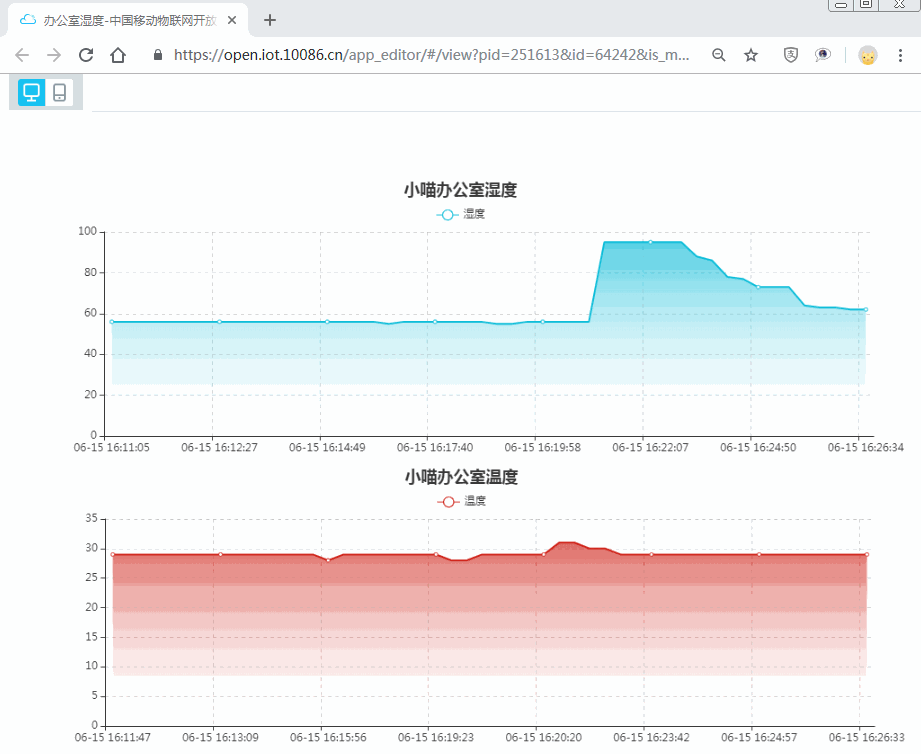 办公室湿度-中国移动物联网开放
https://open.iot.10086.cn/app_editor/#/view?pid=251613&id=64242&is_m...
小喵办公室湿度
湿度
100
80
60
40
20
0
06-15 16:11:05 06-15 16:12:27 06-15 16:14:49 06-15 16:17:40 06-15 16:19:58 06-15 16:22:07 06-15 16:24:50 06-15 16:26:34
小喵办公室温度
温度
35
30
25
20
15
10
5
0
06-15 16:11:47 06-15 16:13:09 06-15 16:15:56 06-15 16:19:23 06-15 16:20:20 06-15 16:23:42 06-15 16:24:57 06-15 16:26:33